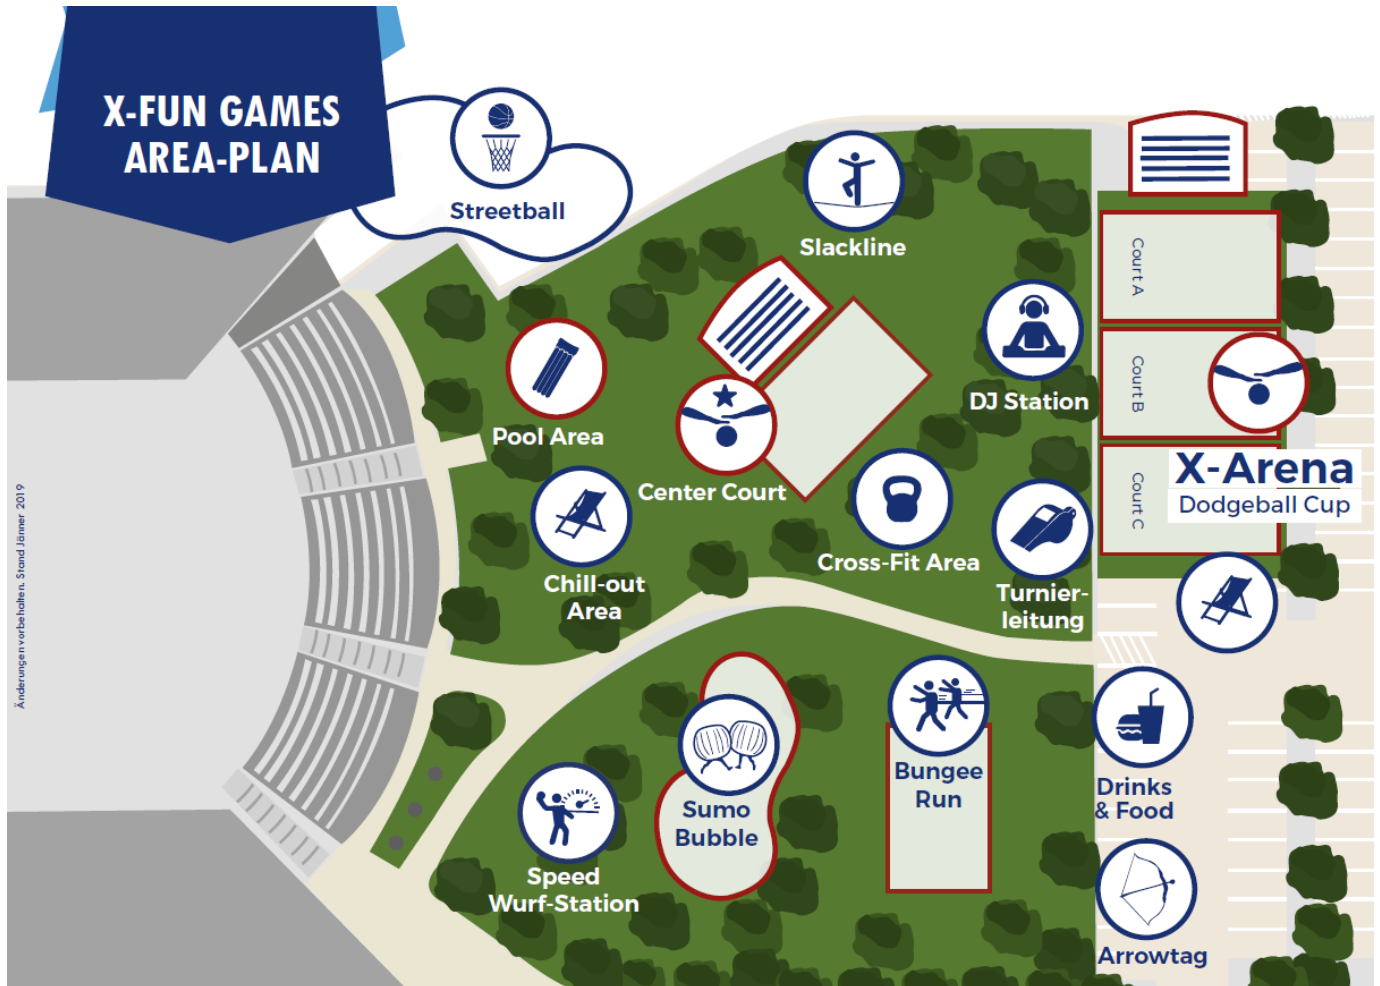 X-FUN GAMES
AREA-PLAN
Streetball
Slackline
Court A
DJ Station
Court B
Pool Area
Center Court
X-Arena
Dodgeball Cup
Court C
Cross-Fit Area
Chill-out
Area
Turnier-
leitung
Änderungen vorbehalten. Stand Jänner 2019
Bungee
Run
Drinks
& Food
Sumo
Bubble
Speed
Wurf-Station
Arrowtag